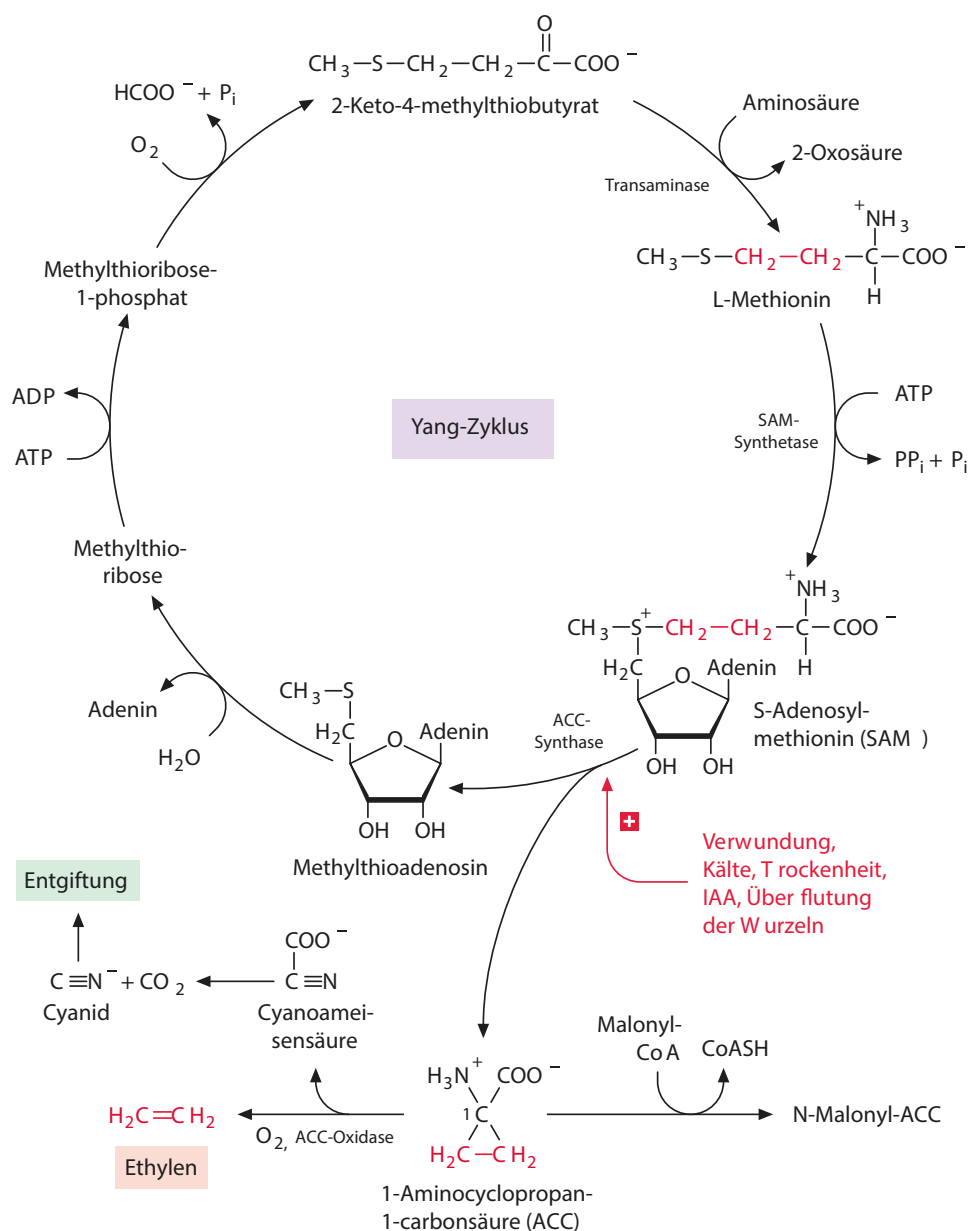 CH3–S–CH2–CH2–C–COO–
O
2-Keto-4-methylthiobutyrat
HCOO– + Pi
O2
Aminosäure
2-Oxosäure
Transaminase
+NH3
CH3–S–CH2–CH2–C–COO–
H
L-Methionin
Methylthioribose-
1-phosphat
ADP
ATP
Yang-Zyklus
SAM-
Synthetase
ATP
PPi + Pi
Methylthio-
ribose
+NH3
CH3–S+–CH2–CH2–C–COO–
H
H2C
O
Adenin
OH OH
S-Adenosyl-
methionin (SAM )
Adenin
H2O
CH3–S
H2C
O
Adenin
OH OH
Methylthioadenosin
ACC-
Synthase
+
Verwundung,
Kälte, T rockenheit,
IAA, Über flutung
der W urzeln
Entgiftung
C≡N– + CO2
Cyanid
COO–
C≡N
Cyanoamei-
sensäure
Malonyl-
CoA
CoASH
H3N+ COO–
1C
H2C–CH2
1-Aminocyclopropan-
1-carbonsäure (ACC)
N-Malonyl-ACC
H2C=CH2
Ethylen
O2, ACC-Oxidase